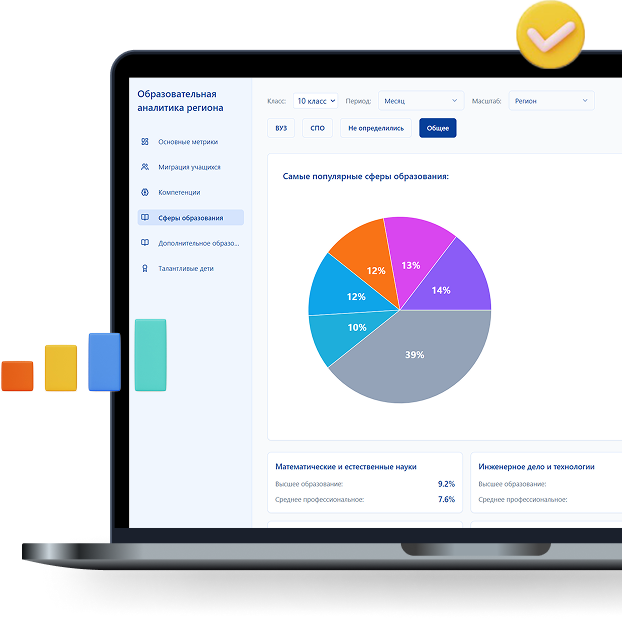 Образовательная
аналитика региона
Основные метрики
Миграция учащихся
Компетенции
Сферы образования
Дополнительное образо...
Талантливые дети
Класс: 10 класс Период: Месяц Масштаб: Регион
ВУЗ СПО Не определились Общее
Самые популярные сферы образования:
13%
12%
14%
12%
10%
39%
Математические и естественные науки
Высшее образование: 9.2%
Среднее профессиональное: 7.6%
Инженерное дело и технологии
Высшее образование:
Среднее профессиональное: